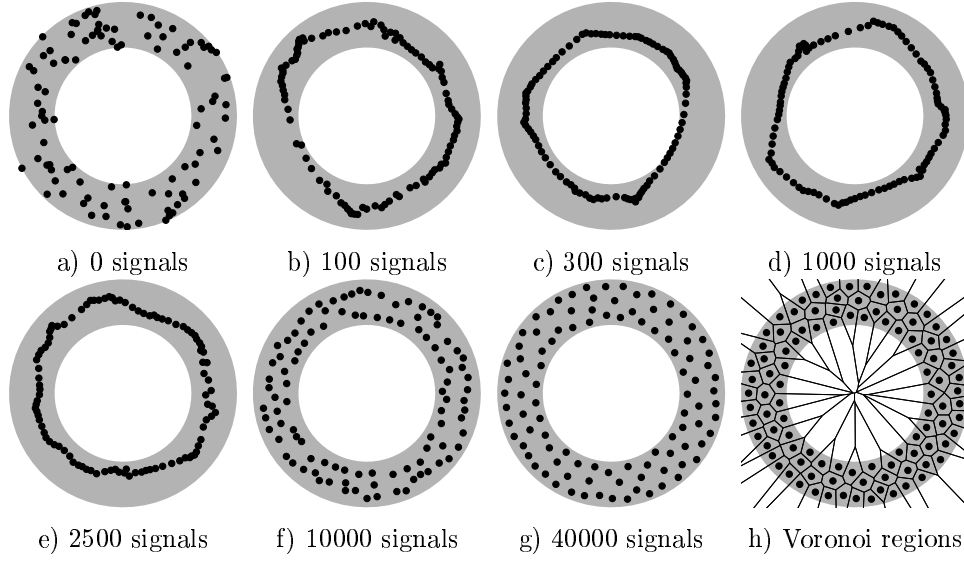 a) 0 signals
b) 100 signals
c) 300 signals
d) 1000 signals
e) 2500 signals
f) 10000 signals
g) 40000 signals
h) Voronoi regions